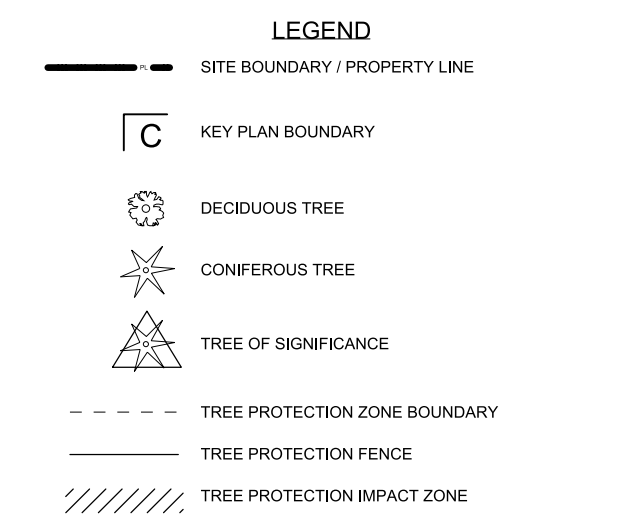 LEGEND
PL SITE BOUNDARY / PROPERTY LINE
C KEY PLAN BOUNDARY
DECIDUOUS TREE
CONIFEROUS TREE
TREE OF SIGNIFICANCE
TREE PROTECTION ZONE BOUNDARY
TREE PROTECTION FENCE
TREE PROTECTION IMPACT ZONE